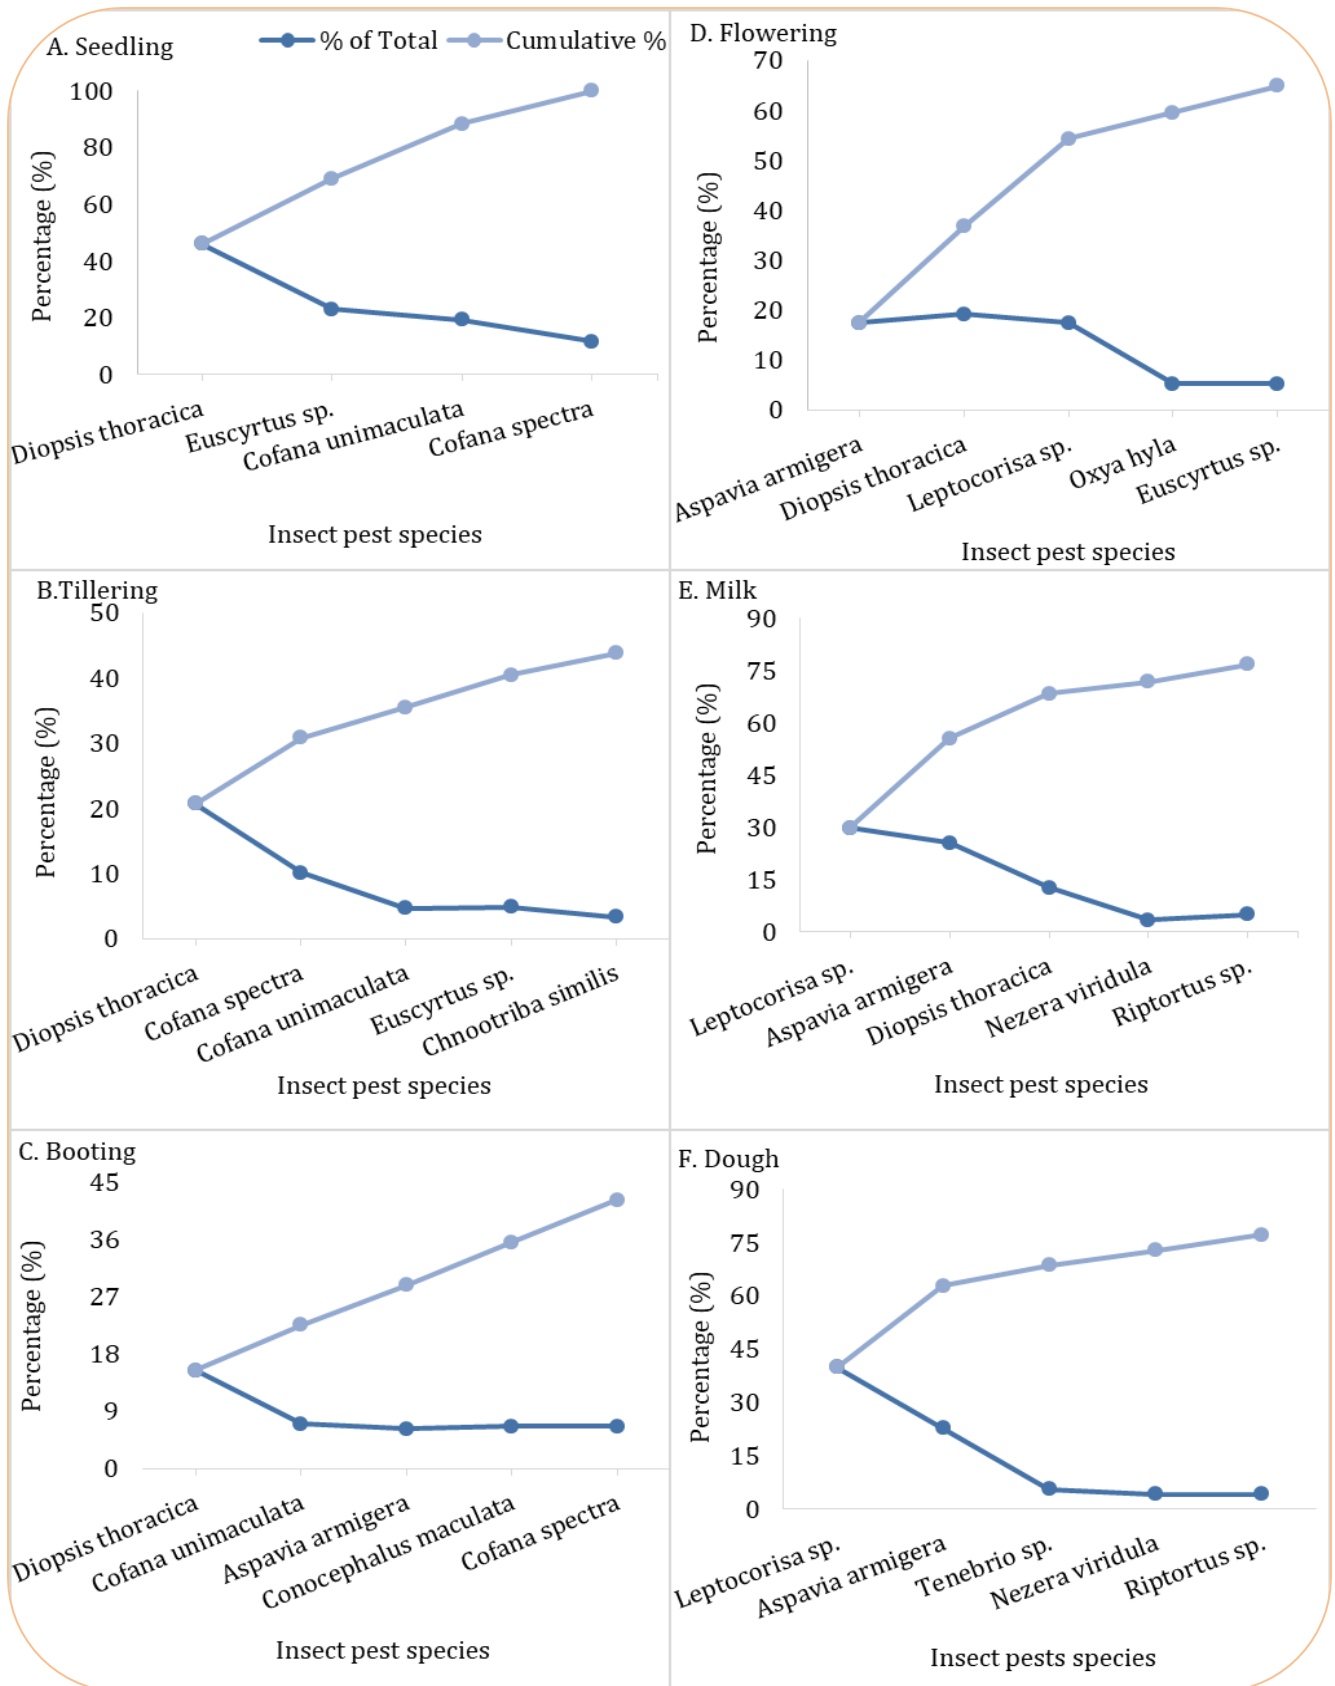 A. Seedling
% of Total
Cumulative %
100
80
60
40
20
0
Percentage (%)
Diopsis thoracica
Euscyrtus sp.
Cofana unimaculata
Cofana spectra
Insect pest species
B.Tillering
50
40
30
20
10
0
Percentage (%)
Diopsis thoracica
Cofana spectra
Cofana unimaculata
Euscyrtus sp.
Chnootriba similis
Insect pest species
C. Booting
45
36
27
18
9
0
Percentage (%)
Diopsis thoracica
Cofana unimaculata
Aspavia armigera
Conocephalus maculata
Cofana spectra
Insect pest species
D. Flowering
70
60
50
40
30
20
10
0
Percentage (%)
Aspavia armigera
Diopsis thoracica
Leptocorisa sp.
Oxya hyla
Euscyrtus sp.
Insect pest species
E. Milk
90
75
60
45
30
15
0
Percentage (%)
Leptocorisa sp.
Aspavia armigera
Diopsis thoracica
Nezera viridula
Riptortus sp.
Insect pest species
F. Dough
90
75
60
45
30
15
0
Percentage (%)
Leptocorisa sp.
Aspavia armigera
Tenebrio sp.
Nezera viridula
Riptortus sp.
Insect pests species